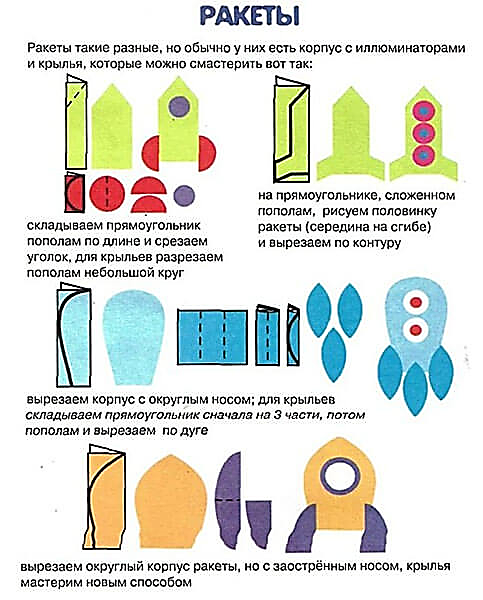 РАКЕТЫ
Ракеты такие разные, но обычно у них есть корпус с иллюминаторами
и крылья, которые можно смастерить вот так:
складываем прямоугольник
пополам по длине и срезаем
уголок, для крыльев разрезаем
пополам небольшой круг
на прямоугольнике, сложенном
пополам, рисуем половинку
ракеты (середина на сгибе)
и вырезаем по контуру
вырезаем корпус с округлым носом; для крыльев
складываем прямоугольник сначала на 3 части, потом
пополам и вырезаем по дуге
вырезаем округлый корпус ракеты, но с заострённым носом, крылья
мастерим новым способом